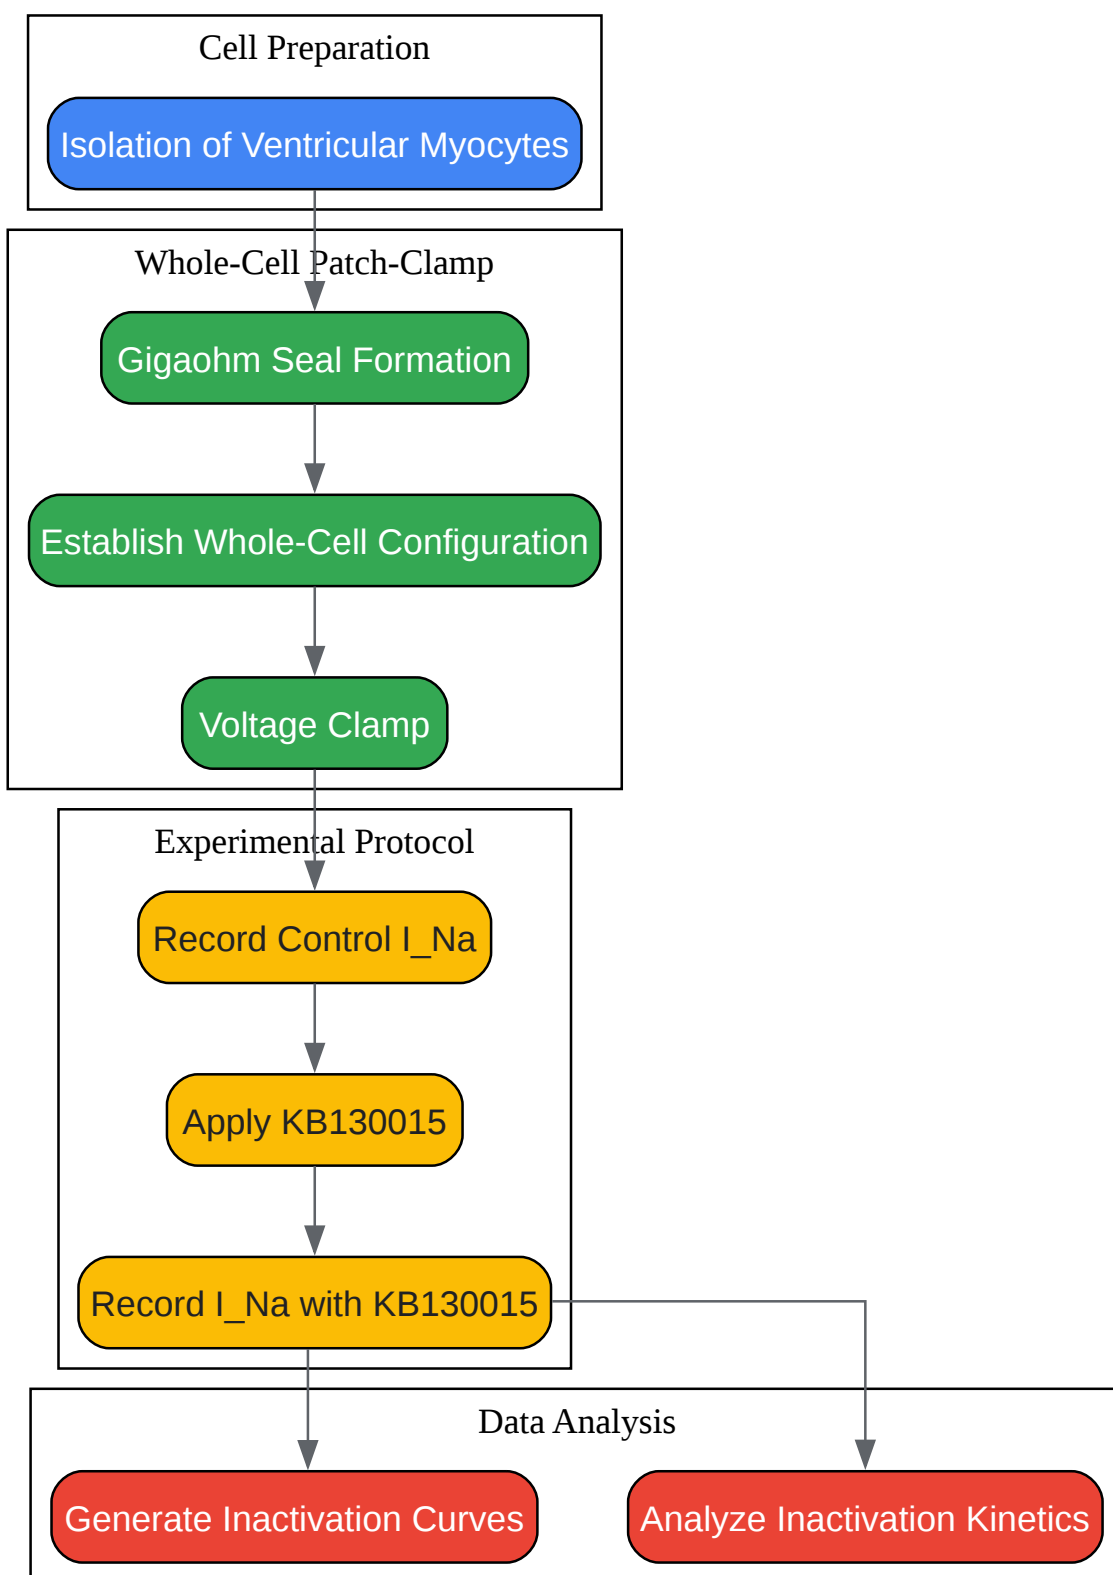 Cell Preparation
Isolation of Ventricular Myocytes
Whole-Cell Patch-Clamp
Gigaohm Seal Formation
Establish Whole-Cell Configuration
Voltage Clamp
Experimental Protocol
Record Control I_Na
Apply KB130015
Record I_Na with KB130015
Data Analysis
Generate Inactivation Curves
Analyze Inactivation Kinetics